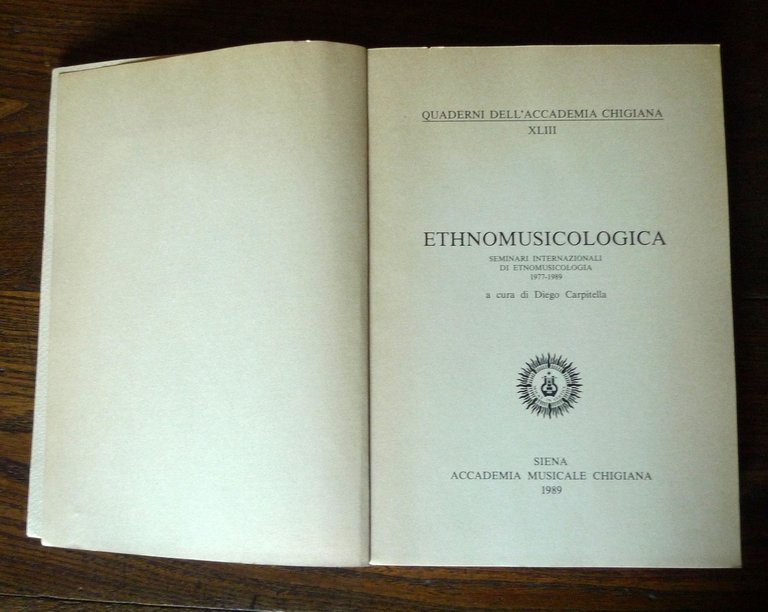 QUADERNI DELL'ACCADEMIA CHIGIANA
XLIII
ETHNOMUSICOLOGICA
SEMINARI INTERNAZIONALI
DI ETNOMUSICOLOGIA
1977-1989
a cura di Diego Carpitella
SIENA
ACCADEMIA MUSICALE CHIGIANA
1989